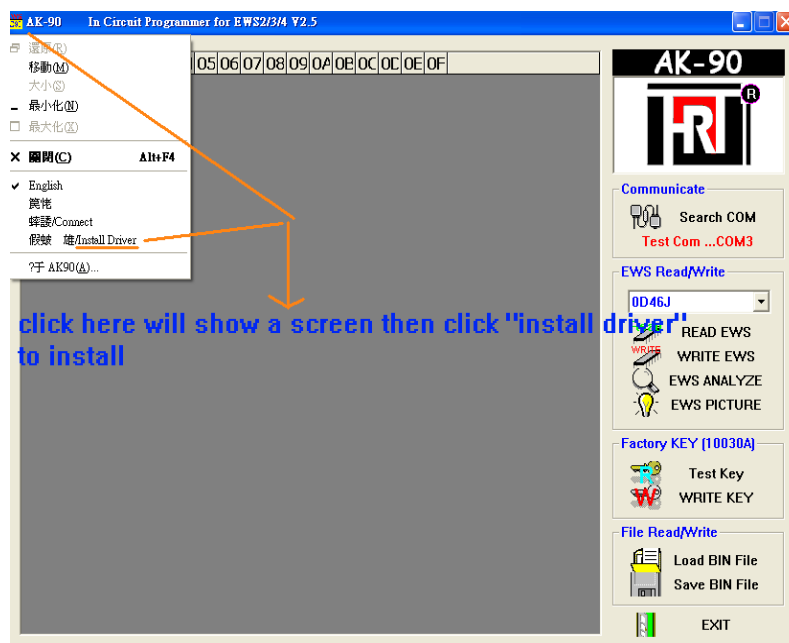 AK-90 In Circuit Programmer for EWS2/3/4 V2.5
還原(R)
移動(M)
大小(S)
最小化(N)
最大化(X)
關閉(C) Alt+F4
English
蜶諉/Connect
/Install Driver
?于 AK90(A)...
05 06 07 08 09 0A 0B 0C 0D 0E 0F
click here will show a screen then click "install driver"
to install
AK-90
HRT
R
Communicate
Search COM
Test Com ...COM3
EWS Read/Write
0D46J
READ EWS
WRITE
WRITE EWS
EWS ANALYZE
EWS PICTURE
Factory KEY (10030A)
R
Test Key
W
WRITE KEY
File Read/Write
Load BIN File
Save BIN File
EXIT